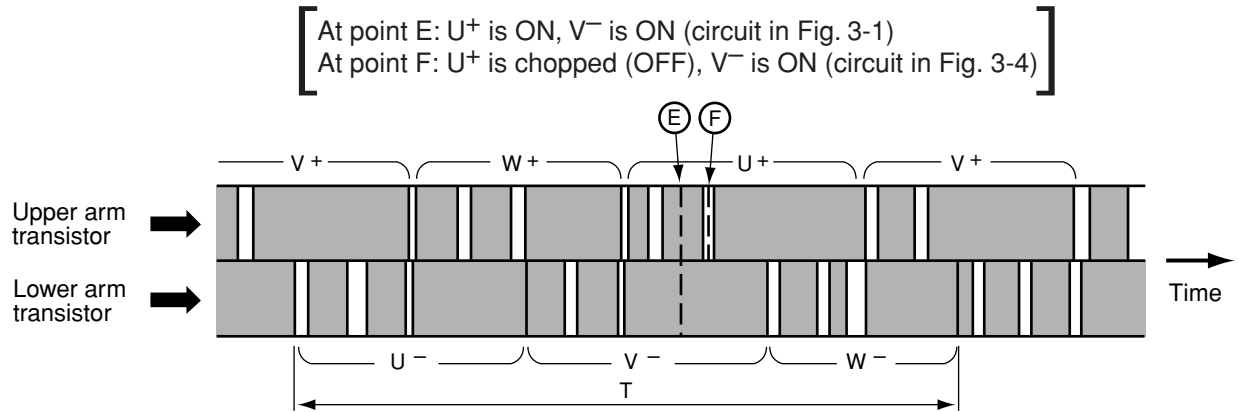 At point E: U+ is ON, V− is ON (circuit in Fig. 3-1)
At point F: U+ is chopped (OFF), V− is ON (circuit in Fig. 3-4)
E F
V+ W+ U+ V+
Upper arm
transistor
Lower arm
transistor
Time
U− V− W−
T